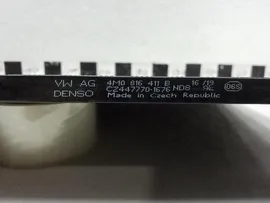 VW AG 4M0 816 411 B 16/19
DENSO CZ447770-1676 ND8
Made in Czech Republic